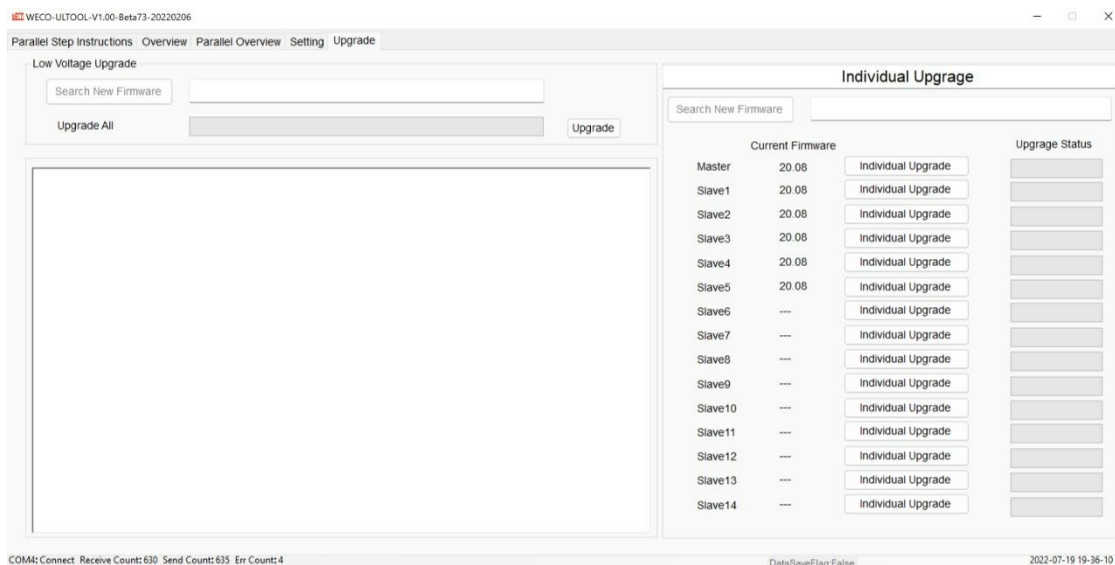 WECO WECO-ULTOOL-V1.00-Beta73-20220206
Parallel Step Instructions Overview Parallel Overview Setting Upgrade
Low Voltage Upgrade
Search New Firmware
Upgrade All Upgrade
Individual Upgrage
Search New Firmware
Current Firmware Upgrage Status
Master 20.08 Individual Upgrade
Slave1 20.08 Individual Upgrade
Slave2 20.08 Individual Upgrade
Slave3 20.08 Individual Upgrade
Slave4 20.08 Individual Upgrade
Slave5 20.08 Individual Upgrade
Slave6 --- Individual Upgrade
Slave7 --- Individual Upgrade
Slave8 --- Individual Upgrade
Slave9 --- Individual Upgrade
Slave10 --- Individual Upgrade
Slave11 --- Individual Upgrade
Slave12 --- Individual Upgrade
Slave13 --- Individual Upgrade
Slave14 --- Individual Upgrade
COM4: Connect Receive Count: 630 Send Count: 635 Err Count: 4 DataSaveFlag:False 2022-07-19 19-36-10